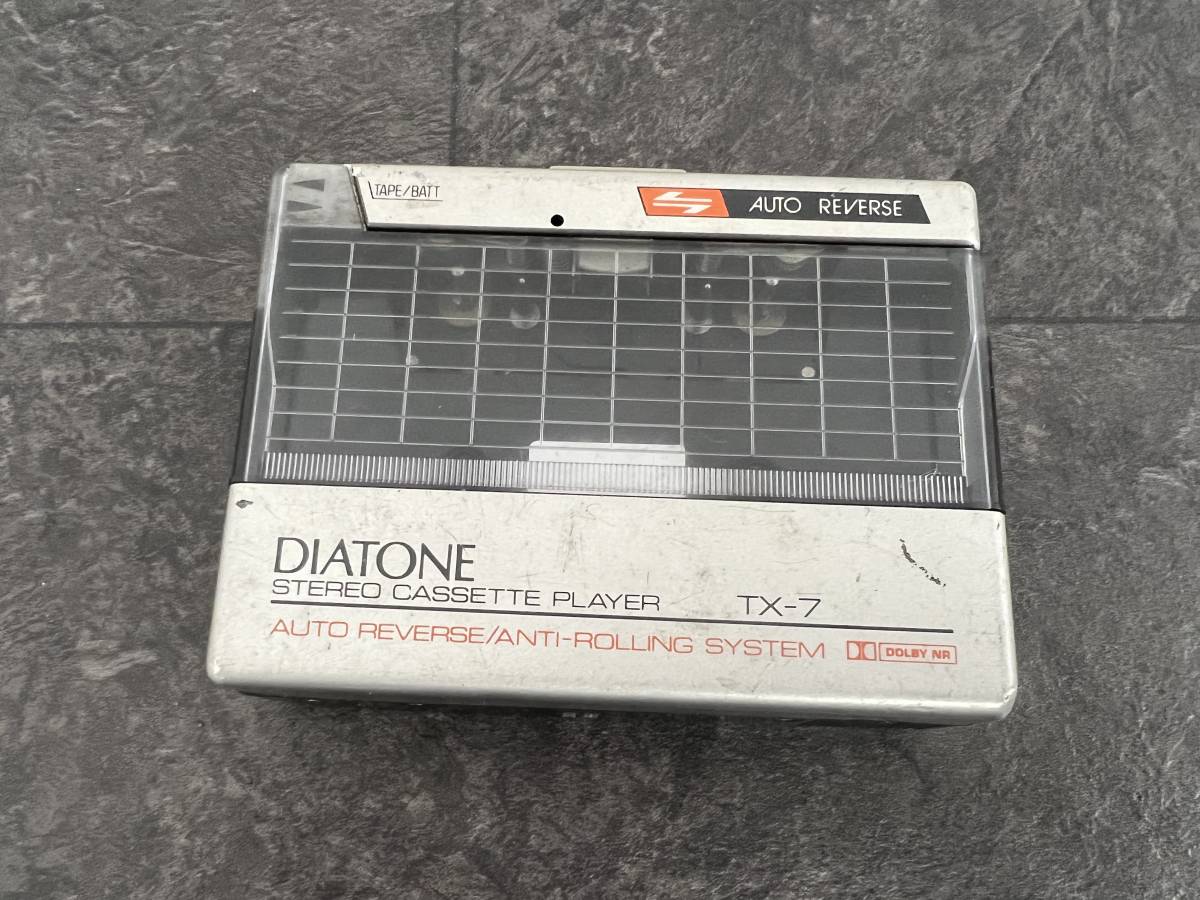 TAPE/BATT
AUTO REVERSE
DIATONE
STEREO CASSETTE PLAYER TX-7
AUTO REVERSE/ANTI-ROLLING SYSTEM DOLBY NR